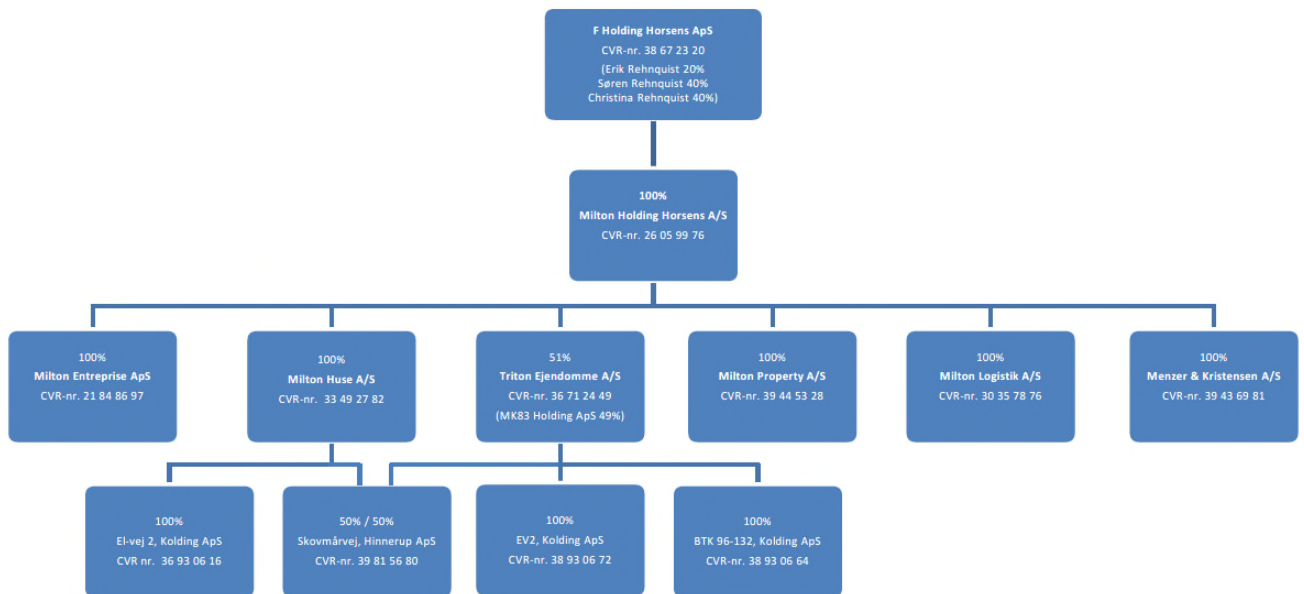 F Holding Horsens ApS
CVR-nr. 38 67 23 20
(Erik Rehnquist 20%
Søren Rehnquist 40%
Christina Rehnquist 40%)
100%
Milton Holding Horsens A/S
CVR-nr. 26 05 99 76
100%
Milton Entreprise ApS
CVR-nr. 21 84 86 97
100%
Milton Huse A/S
CVR-nr. 33 49 27 82
51%
Triton Ejendomme A/S
CVR-nr. 36 71 24 49
(MK83 Holding ApS 49%)
100%
Milton Property A/S
CVR-nr. 39 44 53 28
100%
Milton Logistik A/S
CVR-nr. 30 35 78 76
100%
Menzer & Kristensen A/S
CVR-nr. 39 43 69 81
100%
El-vej 2, Kolding ApS
CVR nr. 36 93 06 16
50% / 50%
Skovmårvej, Hinnerup ApS
CVR-nr. 39 81 56 80
100%
EV2, Kolding ApS
CVR-nr. 38 93 06 72
100%
BTK 96-132, Kolding ApS
CVR-nr. 38 93 06 64